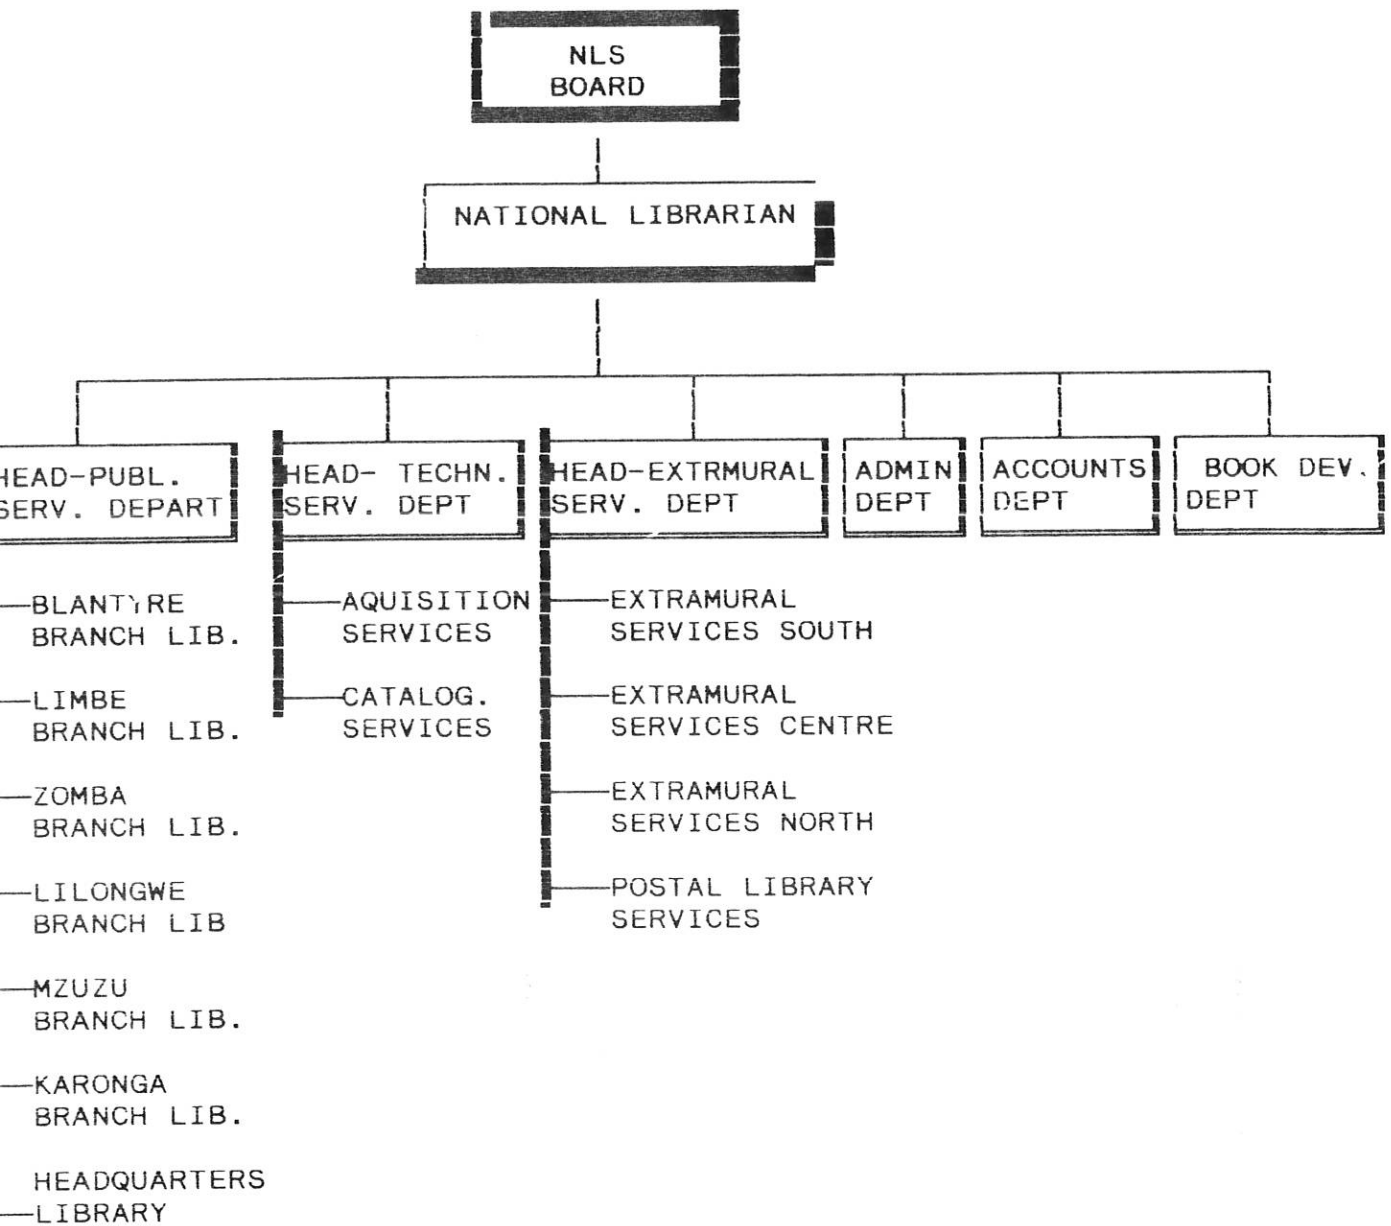 NLS
BOARD
NATIONAL LIBRARIAN
HEAD-PUBL.
SERV. DEPART
HEAD- TECHN.
SERV. DEPT
HEAD-EXTRMURAL
SERV. DEPT
ADMIN
DEPT
ACCOUNTS
DEPT
BOOK DEV.
DEPT
BLANTYRE
BRANCH LIB.
LIMBE
BRANCH LIB.
ZOMBA
BRANCH LIB.
LILONGWE
BRANCH LIB
MZUZU
BRANCH LIB.
KARONGA
BRANCH LIB.
HEADQUARTERS
LIBRARY
AQUISITION
SERVICES
CATALOG.
SERVICES
EXTRAMURAL
SERVICES SOUTH
EXTRAMURAL
SERVICES CENTRE
EXTRAMURAL
SERVICES NORTH
POSTAL LIBRARY
SERVICES